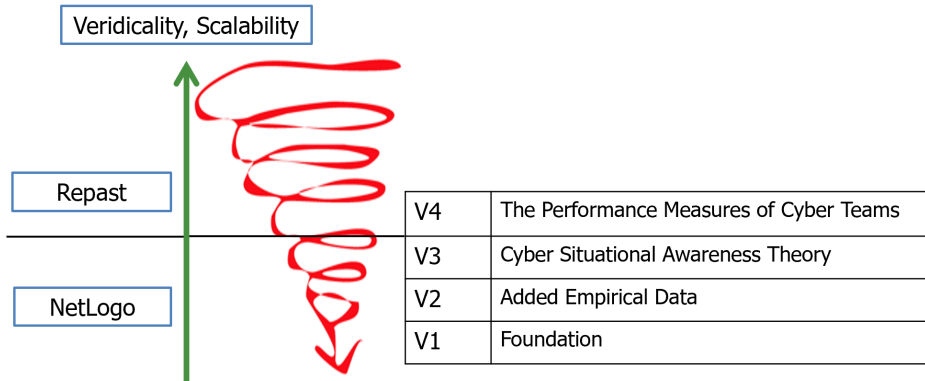 Veridicality, Scalability
Repast
V4 The Performance Measures of Cyber Teams
V3 Cyber Situational Awareness Theory
NetLogo
V2 Added Empirical Data
V1 Foundation